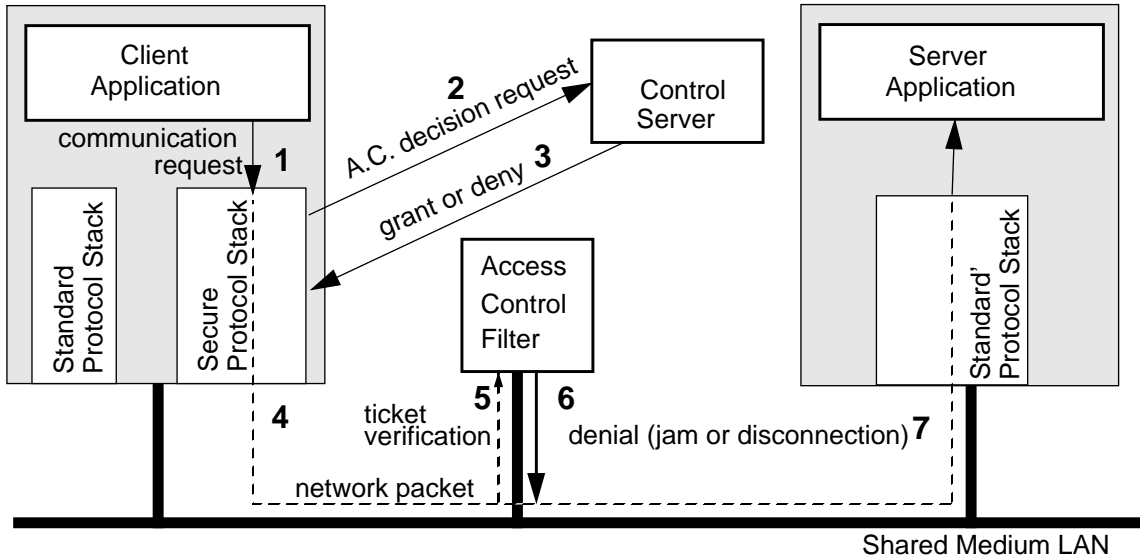 Client
Application
communication
request
1
2
A.C. decision request
Control
Server
grant or deny
3
Server
Application
Standard
Protocol Stack
Secure
Protocol Stack
Access
Control
Filter
Standard’
Protocol Stack
4
ticket
verification
5
6
denial (jam or disconnection)
7
network packet
Shared Medium LAN